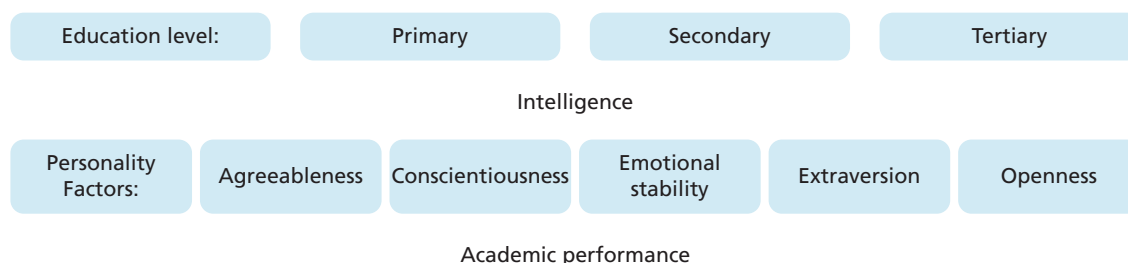 Education level: Primary Secondary Tertiary
Intelligence
Personality Factors: Agreeableness Conscientiousness Emotional stability Extraversion Openness
Academic performance